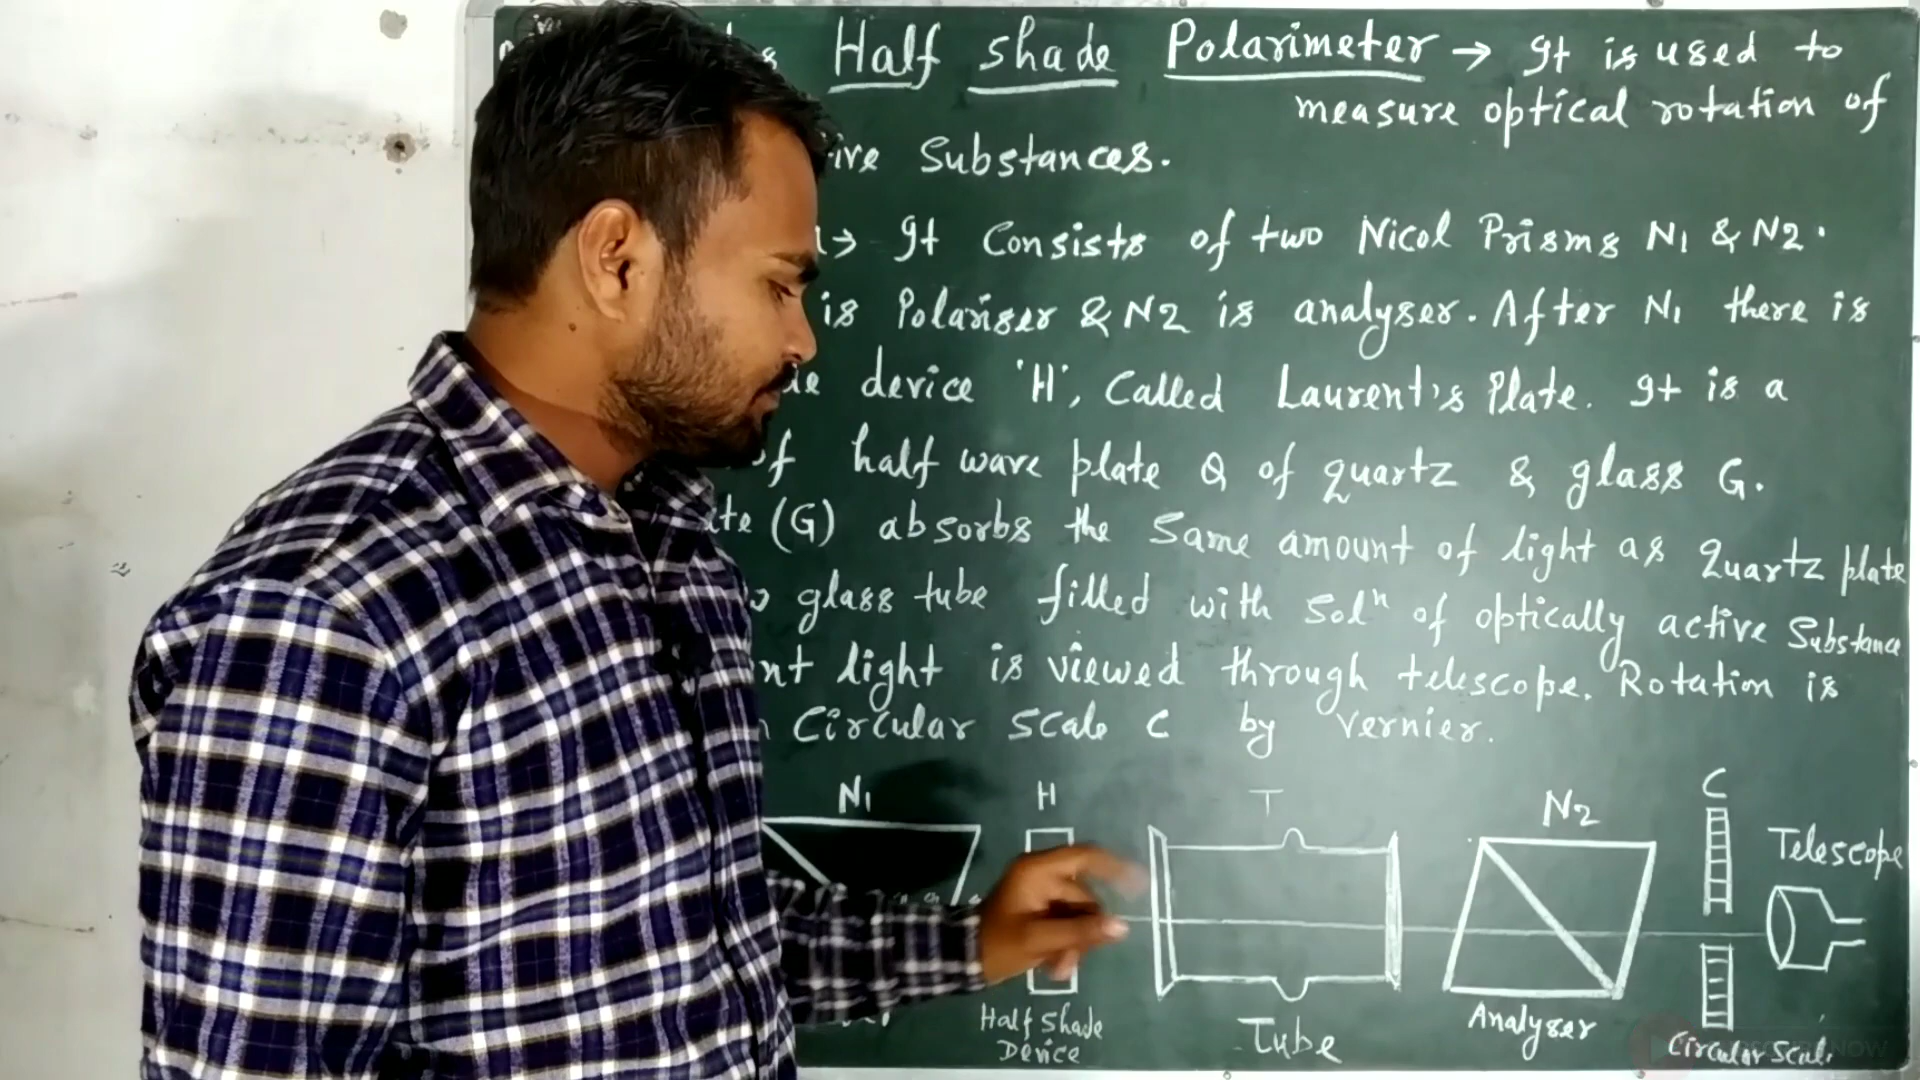 Half shade Polarimeter → It is used to
measure optical rotation of
Substances.
→ It Consists of two Nicol Prisms N1 & N2.
is Polariser & N2 is analyser. After N1 there is
device 'H', Called Laurent's Plate. It is a
of half wave plate Q of quartz & glass G.
(G) absorbs the Same amount of light as Quartz plate
glass tube filled with Solⁿ of optically active Substance
light is viewed through telescope. Rotation is
Circular Scale C by Vernier.
N1 H T N2 C
Telescope
Half Shade Device
Tube
Analyser
Circular Scale